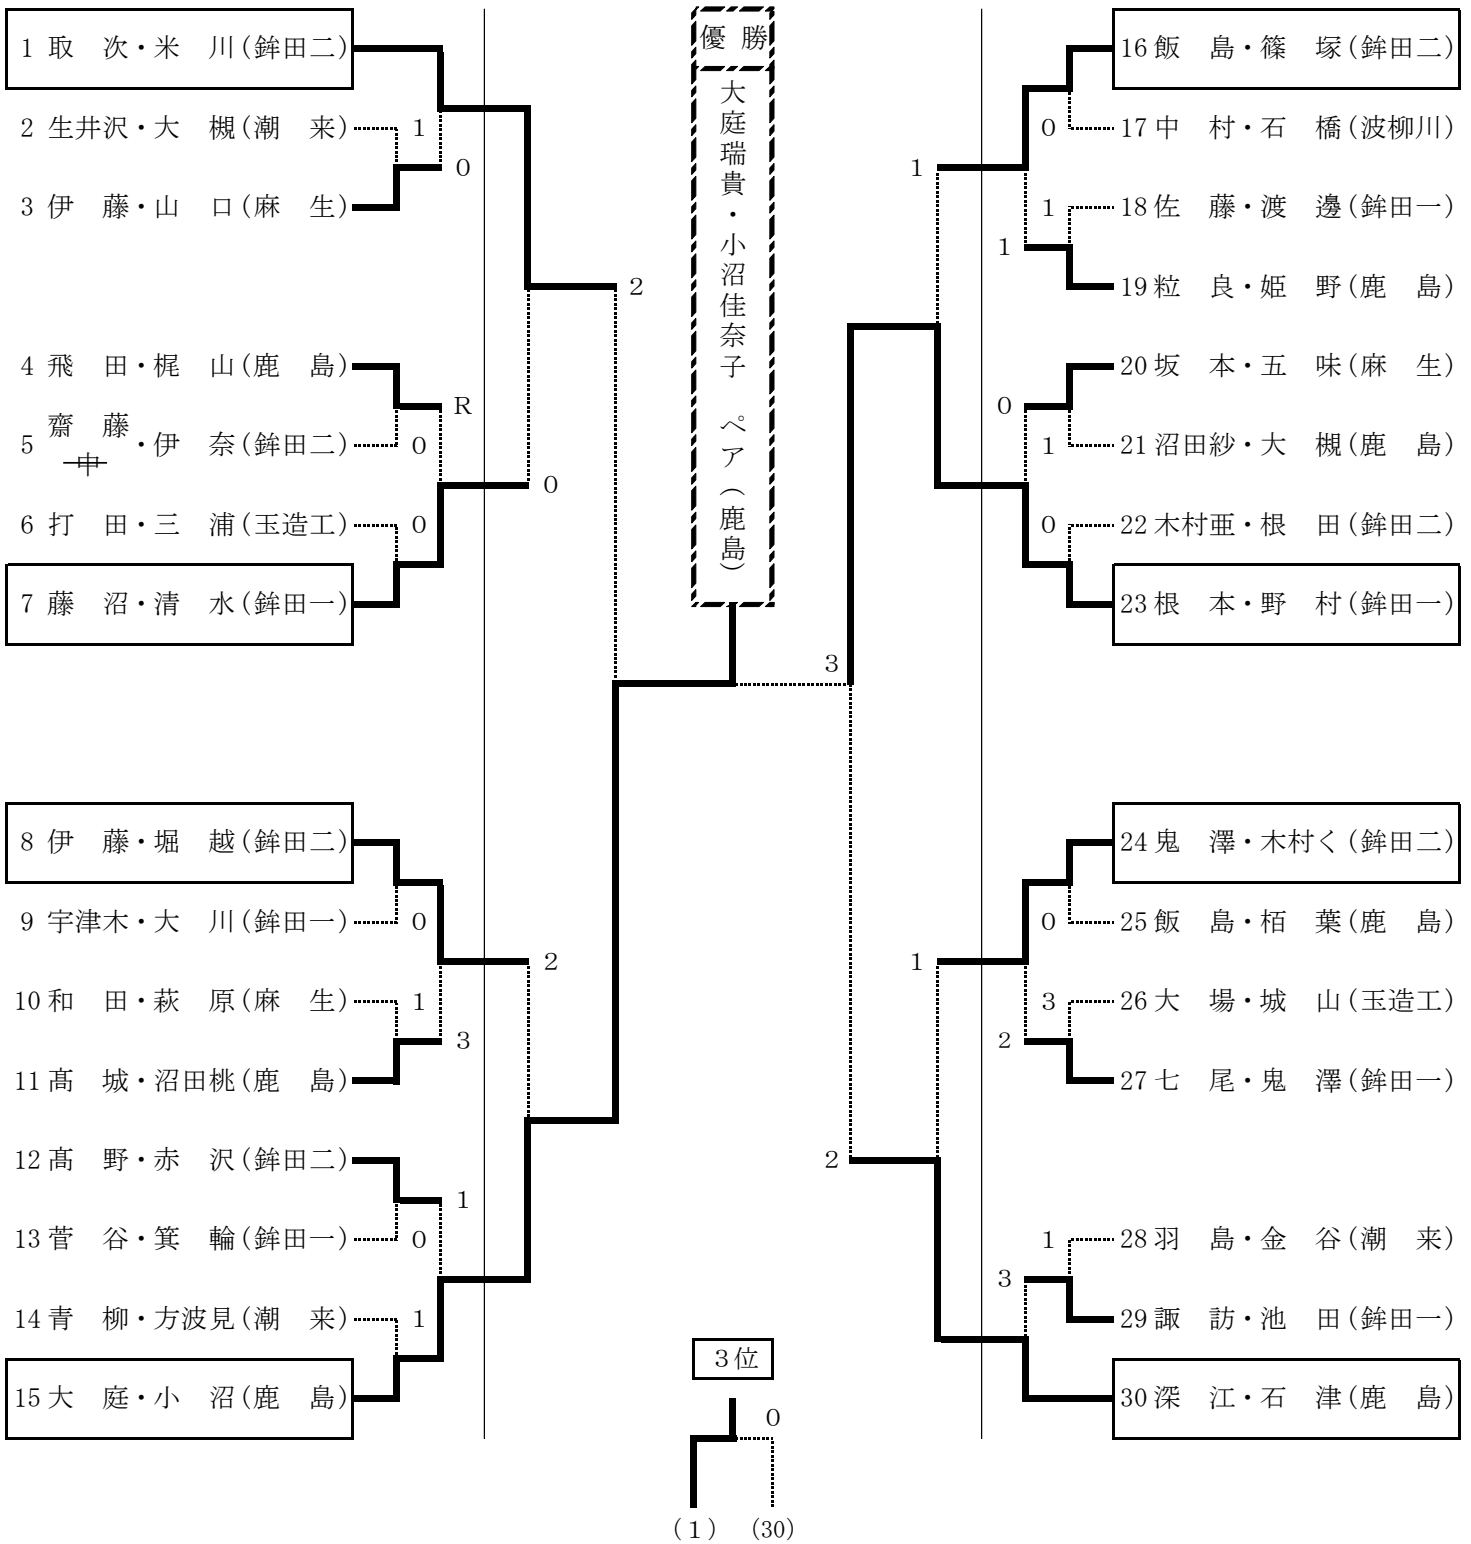 1 取　次・米　川(鉾田二)
2 生井沢・大　槻(潮　来)
1
0
3 伊　藤・山　口(麻　生)
2
4 飛　田・梶　山(鹿　島)
R
5 齋　藤・伊　奈(鉾田二)
申
0
0
6 打　田・三　浦(玉造工)
0
7 藤　沼・清　水(鉾田一)
8 伊　藤・堀　越(鉾田二)
9 宇津木・大　川(鉾田一)
0
2
10 和　田・萩　原(麻　生)
1
3
11 髙　城・沼田桃(鹿　島)
12 髙　野・赤　沢(鉾田二)
1
13 菅　谷・箕　輪(鉾田一)
0
14 青　柳・方波見(潮　来)
1
15 大　庭・小　沼(鹿　島)
優 勝
大庭瑞貴・小沼佳奈子　ペア(鹿島)
16 飯　島・篠　塚(鉾田二)
0
17 中　村・石　橋(波柳川)
1
1
18 佐　藤・渡　邊(鉾田一)
1
19 粒　良・姫　野(鹿　島)
20 坂　本・五　味(麻　生)
0
1
21 沼田紗・大　槻(鹿　島)
0
22 木村亜・根　田(鉾田二)
23 根　本・野　村(鉾田一)
3
24 鬼　澤・木村く(鉾田二)
0
25 飯　島・栢　葉(鹿　島)
1
3
26 大　場・城　山(玉造工)
2
27 七　尾・鬼　澤(鉾田一)
2
1
28 羽　島・金　谷(潮　来)
3
29 諏　訪・池　田(鉾田一)
30 深　江・石　津(鹿　島)
3位
0
(1)　(30)